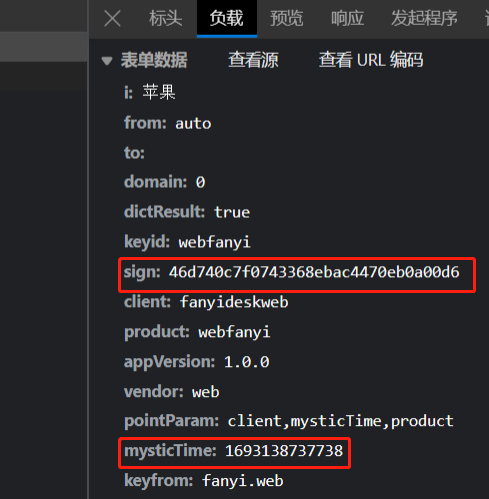 标头 负载 预览 响应 发起程序
表单数据 查看源 查看 URL 编码
i: 苹果
from: auto
to:
domain: 0
dictResult: true
keyid: webfanyi
sign: 46d740c7f0743368ebac4470eb0a00d6
client: fanyideskweb
product: webfanyi
appVersion: 1.0.0
vendor: web
pointParam: client,mysticTime,product
mysticTime: 1693138737738
keyfrom: fanyi.web